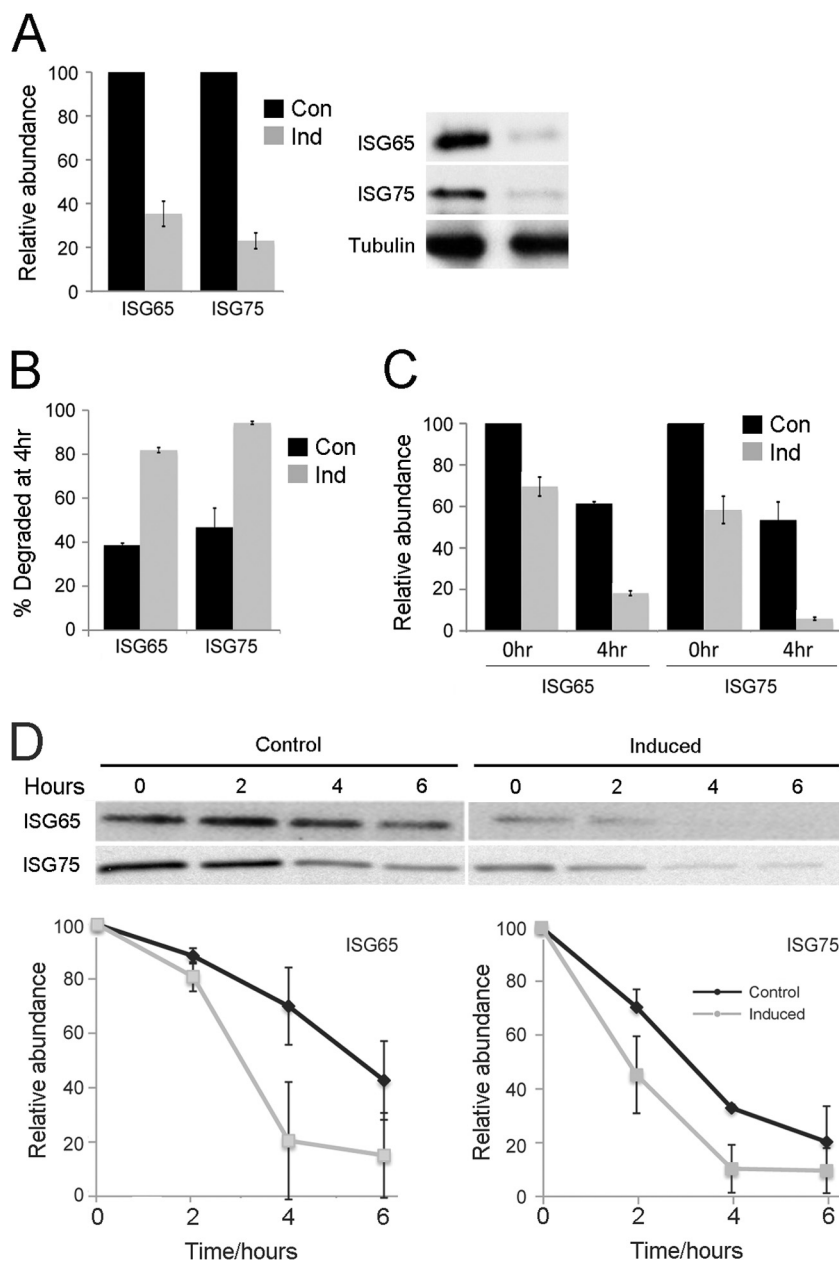 A
Relative abundance
100
80
60
40
20
0
ISG65 ISG75
Con
Ind
ISG65
ISG75
Tubulin
B
% Degraded at 4hr
100
80
60
40
20
0
ISG65 ISG75
Con
Ind
C
Relative abundance
100
80
60
40
20
0
0hr 4hr 0hr 4hr
ISG65 ISG75
Con
Ind
D
Control Induced
Hours 0 2 4 6 0 2 4 6
ISG65
ISG75
ISG65
Relative abundance
100
80
60
40
20
0
0 2 4 6
Time/hours
ISG75
Control
Induced
Relative abundance
100
80
60
40
20
0
0 2 4 6
Time/hours